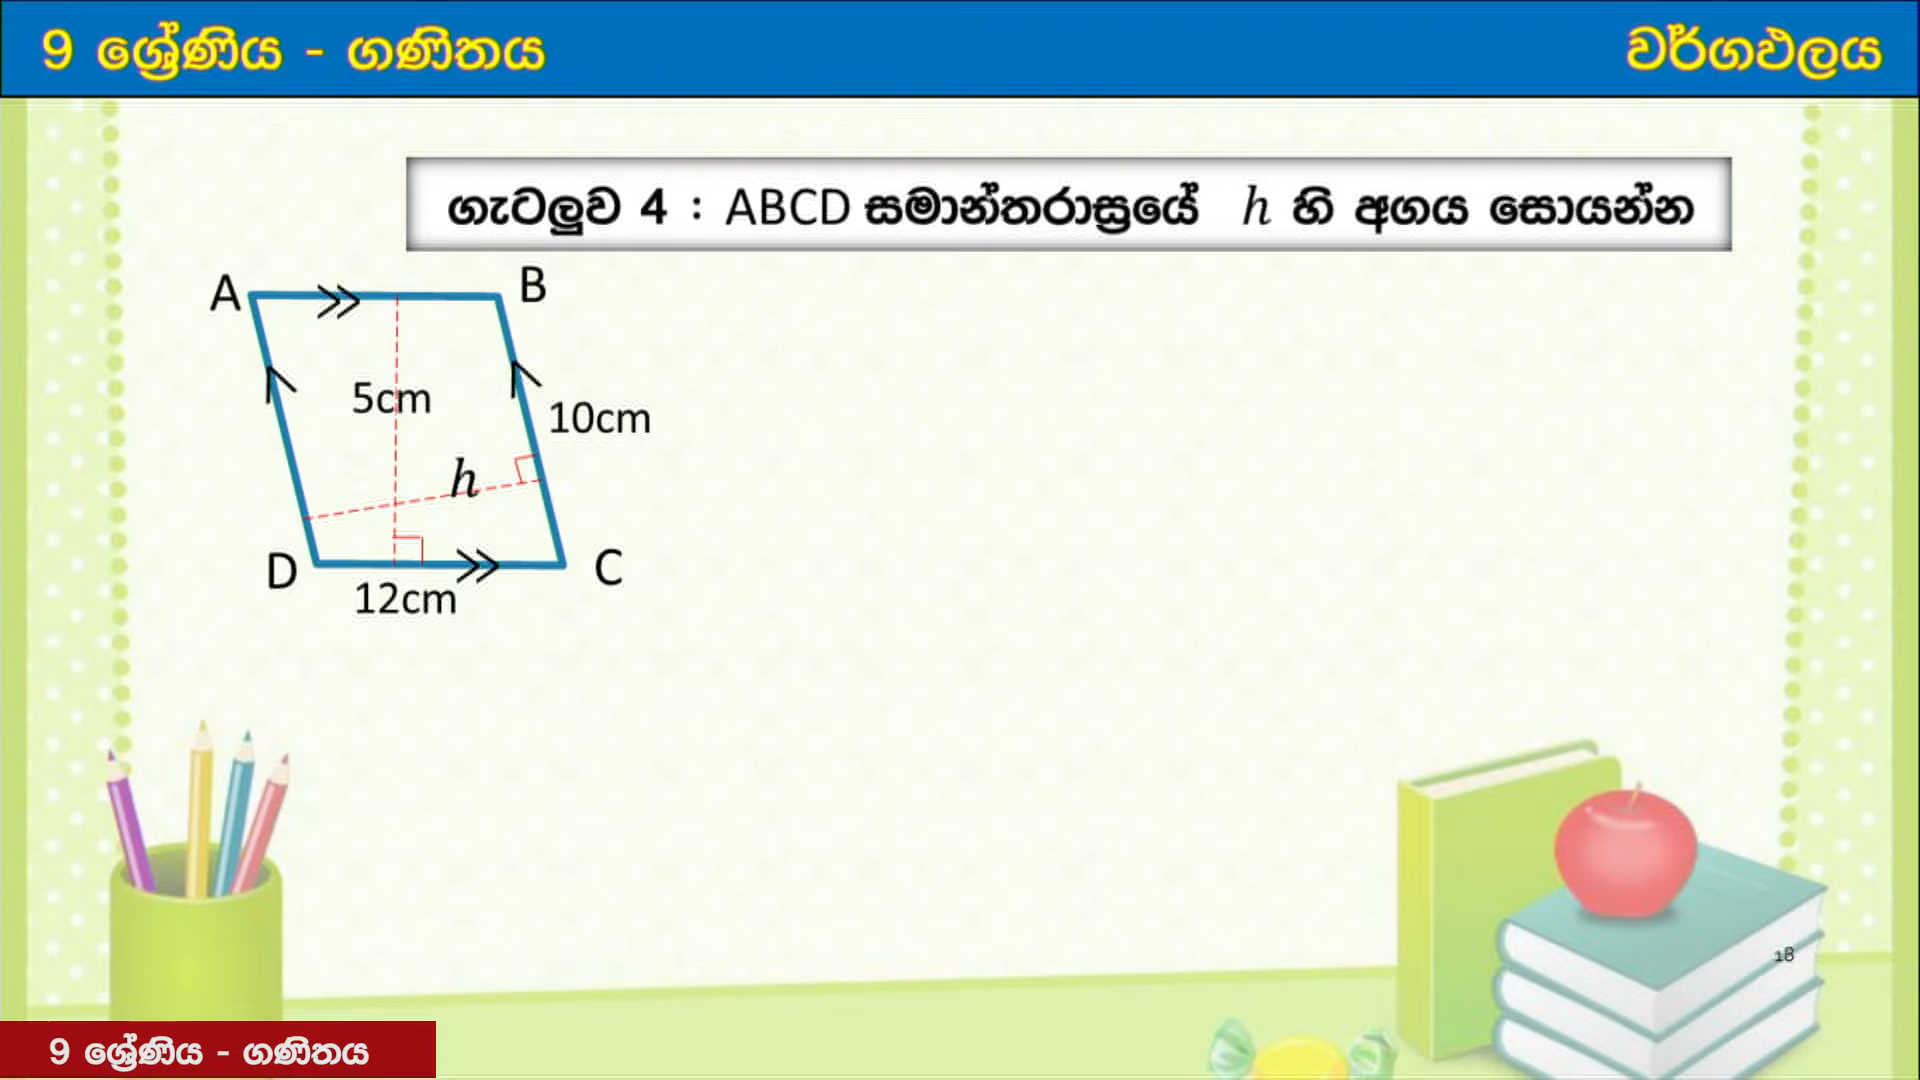 9 ශ්‍රේණිය - ගණිතය
වර්ගඵලය
ගැටලුව 4 : ABCD සමාන්තරාස්‍රයේ h හි අගය සොයන්න
A
B
5cm
10cm
h
D
C
12cm
18
9 ශ්‍රේණිය - ගණිතය